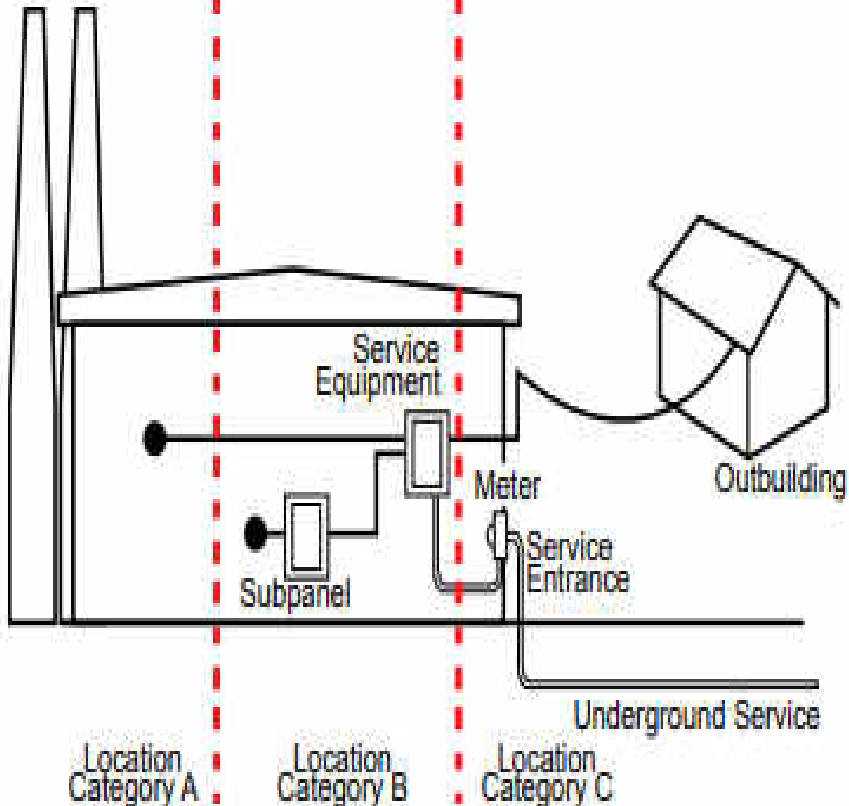 Service
Equipment
Meter
Outbuilding
Service
Entrance
Subpanel
Underground Service
Location
Category A
Location
Category B
Location
Category C